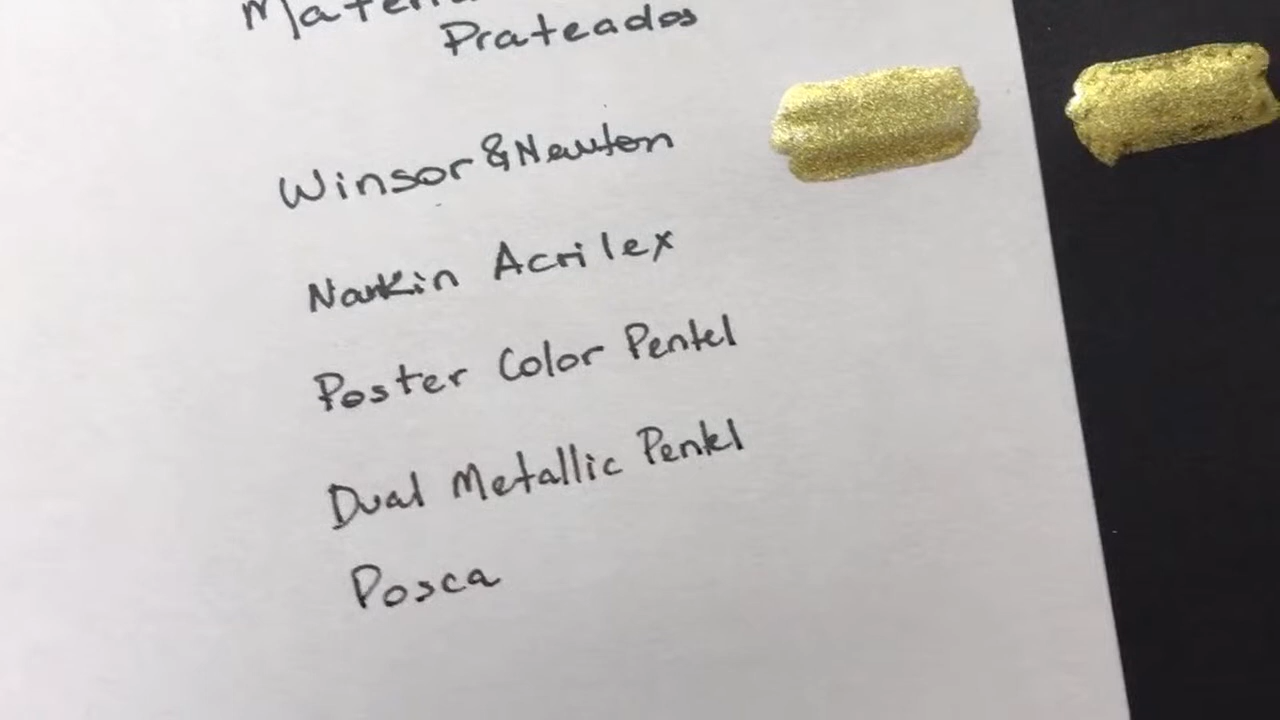 Prateados
Winsor & Newton
Nankin Acrilex
Poster Color Pentel
Dual Metallic Pentel
Posca